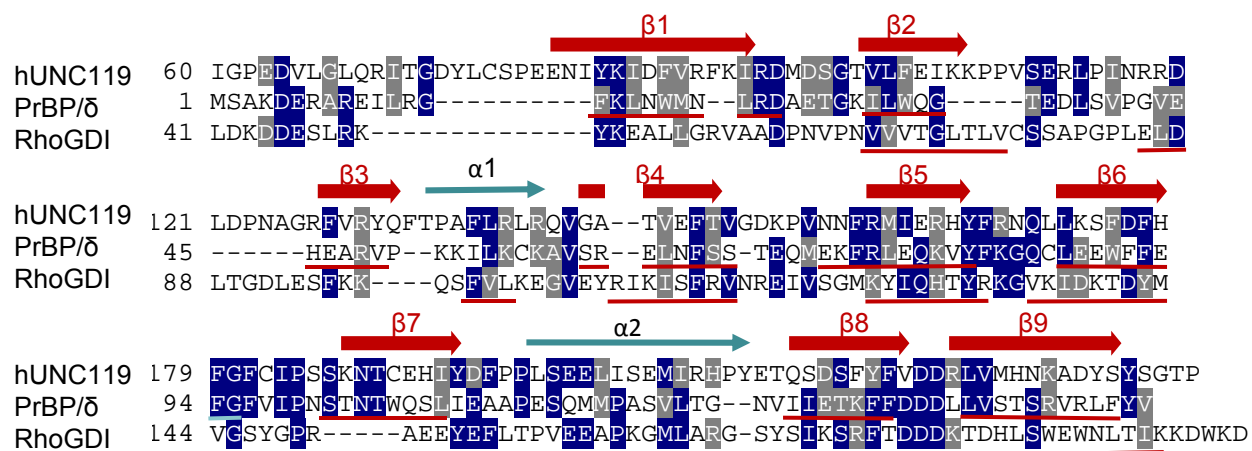 β1 β2
hUNC119 60 IGPEDVLGLQRITGDYLCSPEENIYKIDFVRFKIRDMDSGTVLFEIKKPPVSERLPINRRD
PrBP/δ 1 MSAKDERAREILRG----------FKLNWMN--LRDAETGKILWQG-----TEDLSVPGVE
RhoGDI 41 LDKDDESLRK--------------YKEALLGRVAADPNVPNVVVTGLTLVCSSAPGPLELD
β3 α1 β4 β5 β6
hUNC119 121 LDPNAGRFVRYQFTPAFLRLRQVGA--TVEFTVGDKPVNNFRMIERHYFRNQLLKSFDFH
PrBP/δ 45 ------HEARVP--KKILKCKAVSR--ELNFSS-TEQMEKFRLEQKVYFKGQCLEEWFFE
RhoGDI 88 LTGDLESFKK----QSFVLKEGVEYRIKISFRVNREIVSGMKYIQHTYRKGVKIDKTDYM
β7 α2 β8 β9
hUNC119 179 FGFCIPSSKNTCEHIYDFPPLSEELISEMIRHPYETQSDSFYFVDDRLVMHNKADYSYSGTP
PrBP/δ 94 FGFVIPNSTNTWQSLIEAAPESQMMPASVLTG--NVIIETKFFDDDLLVSTSRVRLFYV
RhoGDI 144 VGSYGPR-----AEEYEFLTPVEEAPKGMLARG-SYSIKSRFTDDDKTDHLSWEWNLTIKKDWKD